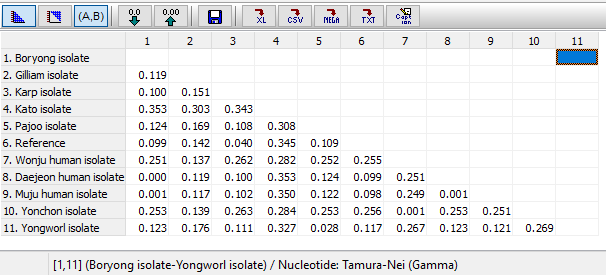 (A,B) 0.0 0.00 XL CSV MEGA TXT Capt ion
1 2 3 4 5 6 7 8 9 10 11
1. Boryong isolate
2. Gilliam isolate 0.119
3. Karp isolate 0.100 0.151
4. Kato isolate 0.353 0.303 0.343
5. Pajoo isolate 0.124 0.169 0.108 0.308
6. Reference 0.099 0.142 0.040 0.345 0.109
7. Wonju human isolate 0.251 0.137 0.262 0.282 0.252 0.255
8. Daejeon human isolate 0.000 0.119 0.100 0.353 0.124 0.099 0.251
9. Muju human isolate 0.001 0.117 0.102 0.350 0.122 0.098 0.249 0.001
10. Yonchon isolate 0.253 0.139 0.263 0.284 0.253 0.256 0.001 0.253 0.251
11. Yongworl isolate 0.123 0.176 0.111 0.327 0.028 0.117 0.267 0.123 0.121 0.269
[1,11] (Boryong isolate-Yongworl isolate) / Nucleotide: Tamura-Nei (Gamma)